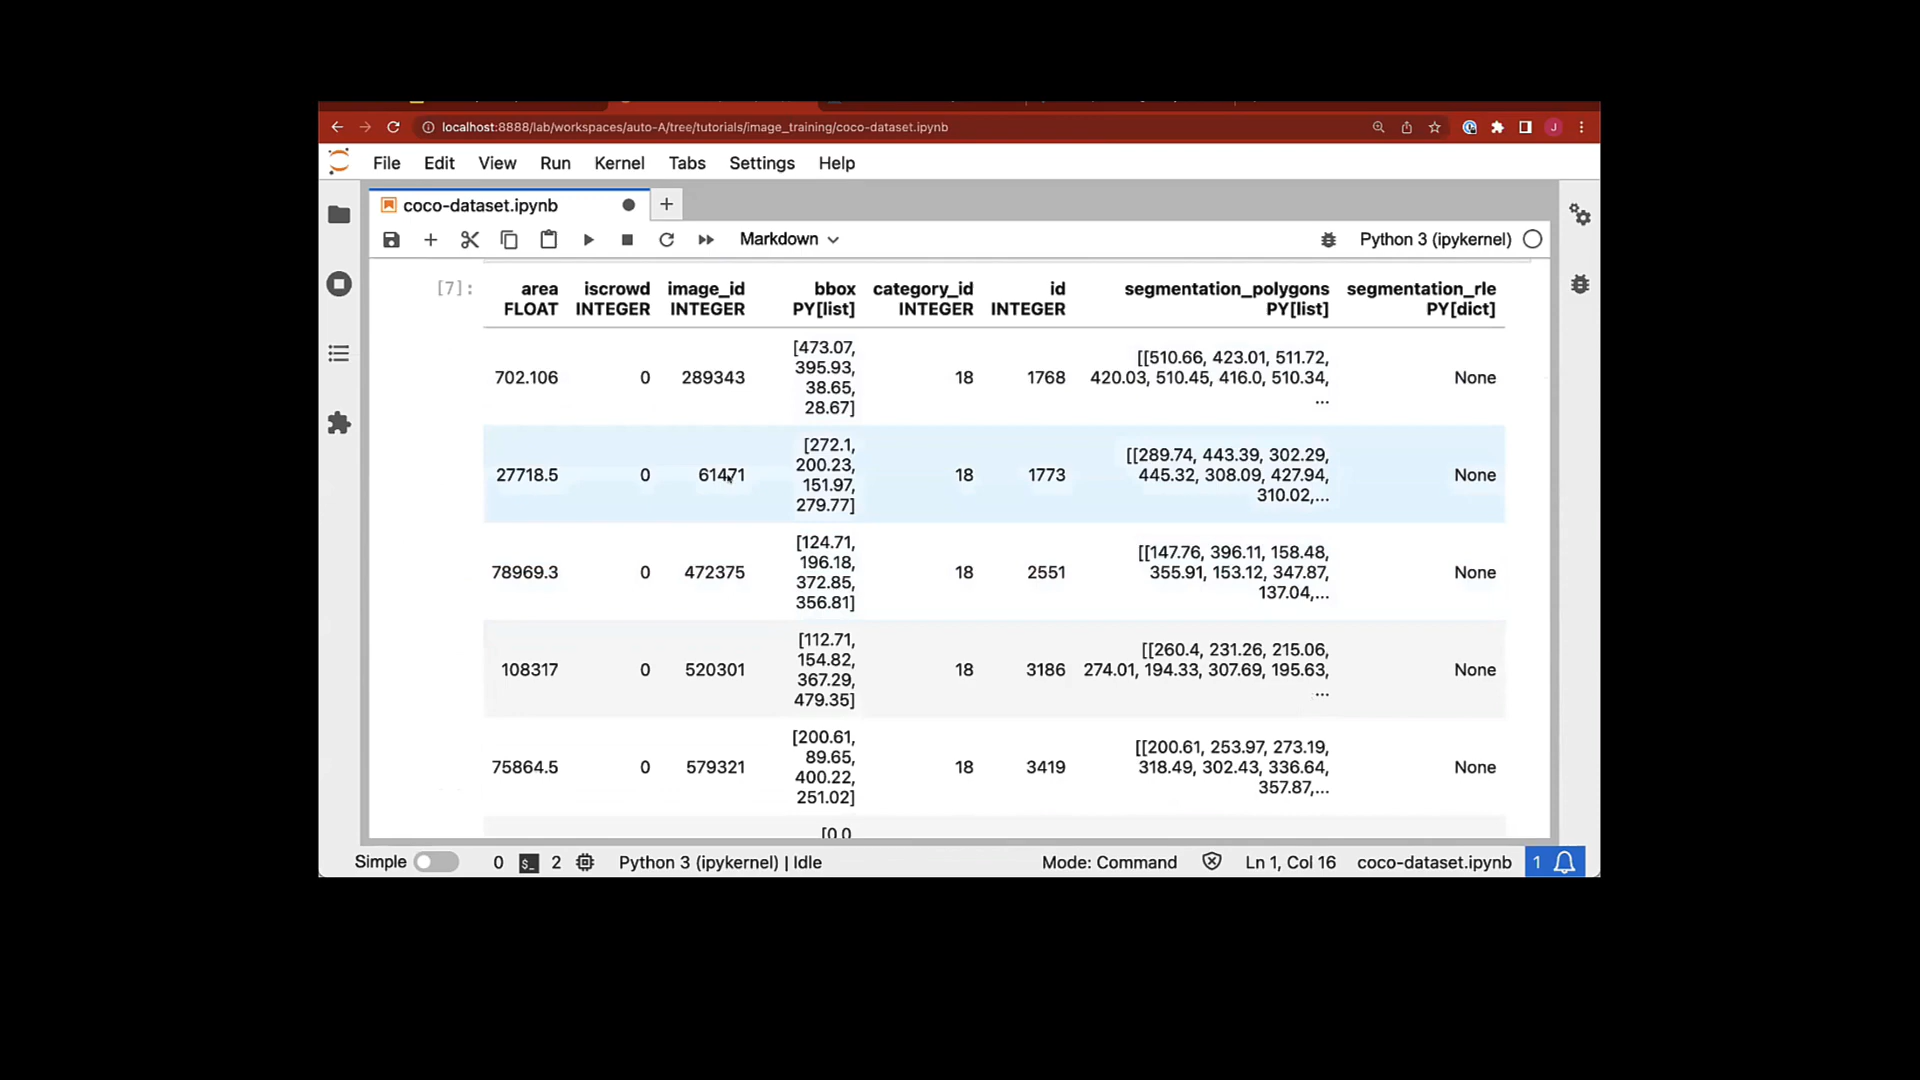 localhost:8888/lab/workspaces/auto-A/tree/tutorials/image_training/coco-dataset.ipynb
J
File Edit View Run Kernel Tabs Settings Help
coco-dataset.ipynb
Markdown
Python 3 (ipykernel)
[7]:
area iscrowd image_id bbox category_id id segmentation_polygons segmentation_rle
FLOAT INTEGER INTEGER PY[list] INTEGER INTEGER PY[list] PY[dict]
[473.07,
395.93,
38.65,
28.67]
[[510.66, 423.01, 511.72,
420.03, 510.45, 416.0, 510.34,
...
702.106 0 289343 18 1768 None
[272.1,
200.23,
151.97,
279.77]
[[289.74, 443.39, 302.29,
445.32, 308.09, 427.94,
310.02,...
27718.5 0 61471 18 1773 None
[124.71,
196.18,
372.85,
356.81]
[[147.76, 396.11, 158.48,
355.91, 153.12, 347.87,
137.04,...
78969.3 0 472375 18 2551 None
[112.71,
154.82,
367.29,
479.35]
[[260.4, 231.26, 215.06,
274.01, 194.33, 307.69, 195.63,
...
108317 0 520301 18 3186 None
[200.61,
89.65,
400.22,
251.02]
[[200.61, 253.97, 273.19,
318.49, 302.43, 336.64,
357.87,...
75864.5 0 579321 18 3419 None
[0.0,
Simple 0 $_ 2 Python 3 (ipykernel) | Idle Mode: Command Ln 1, Col 16 coco-dataset.ipynb 1